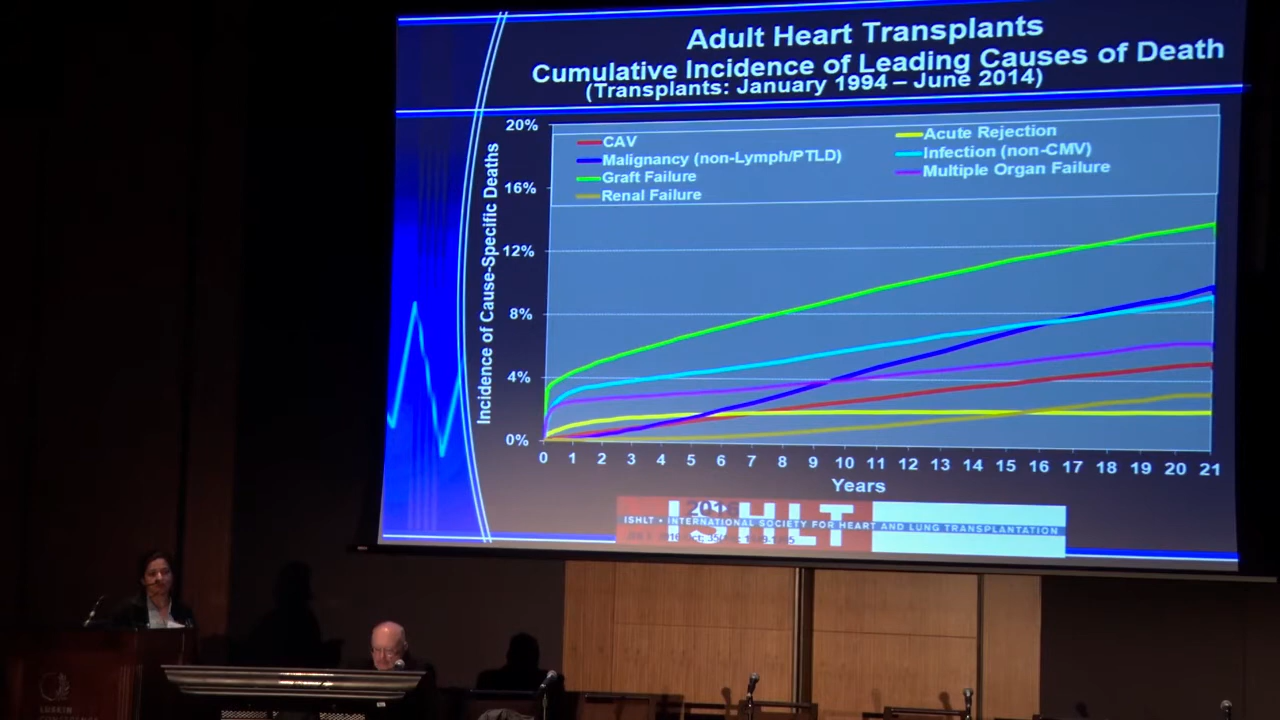 Adult Heart Transplants
Cumulative Incidence of Leading Causes of Death
(Transplants: January 1994 – June 2014)
Incidence of Cause-Specific Deaths
20%
16%
12%
8%
4%
0%
CAV
Malignancy (non-Lymph/PTLD)
Graft Failure
Renal Failure
Acute Rejection
Infection (non-CMV)
Multiple Organ Failure
0 1 2 3 4 5 6 7 8 9 10 11 12 13 14 15 16 17 18 19 20 21
Years
2016
ISHLT
ISHLT • INTERNATIONAL SOCIETY FOR HEART AND LUNG TRANSPLANTATION
LUSKIN